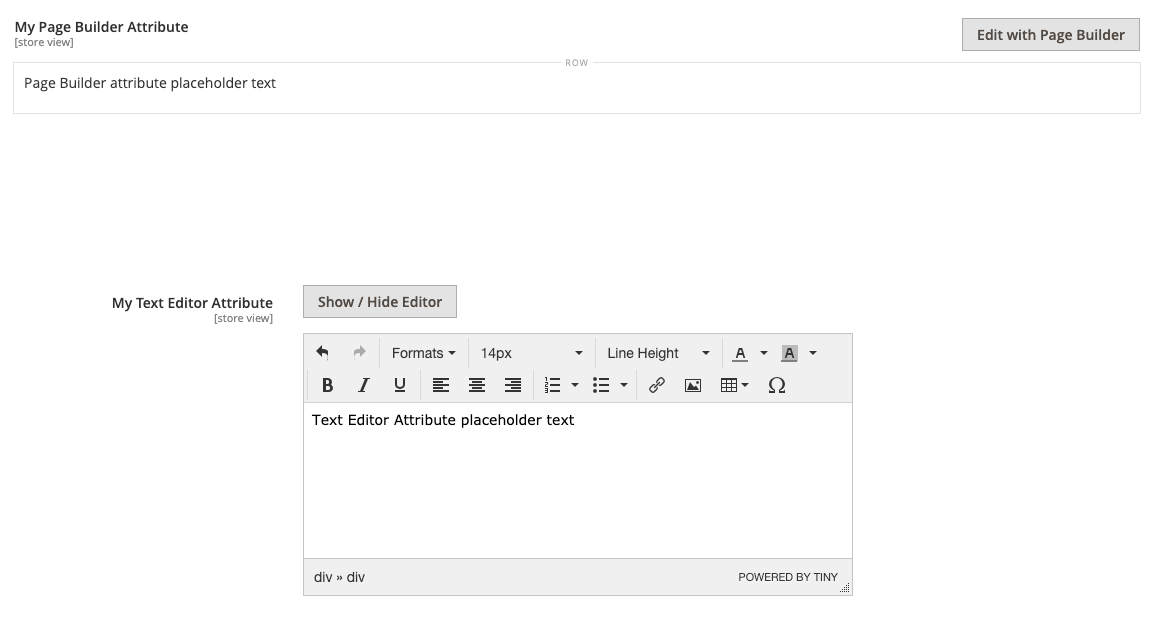 My Page Builder Attribute
[store view]
Edit with Page Builder
ROW
Page Builder attribute placeholder text
My Text Editor Attribute
[store view]
Show / Hide Editor
Formats 14px Line Height A A
B I U Ω
Text Editor Attribute placeholder text
div » div
POWERED BY TINY